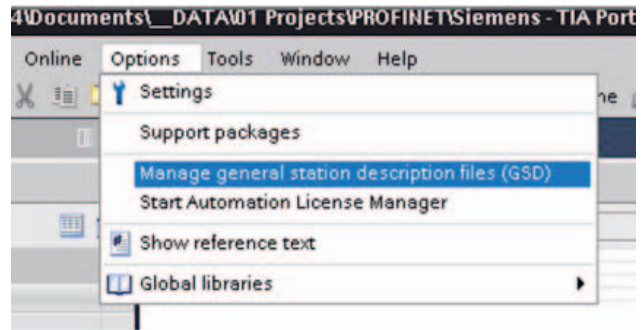 4\Documents\__DATA\01 Projects\PROFINET\Siemens - TIA Port
Online Options Tools Window Help
Settings
Support packages
Manage general station description files (GSD)
Start Automation License Manager
Show reference text
Global libraries